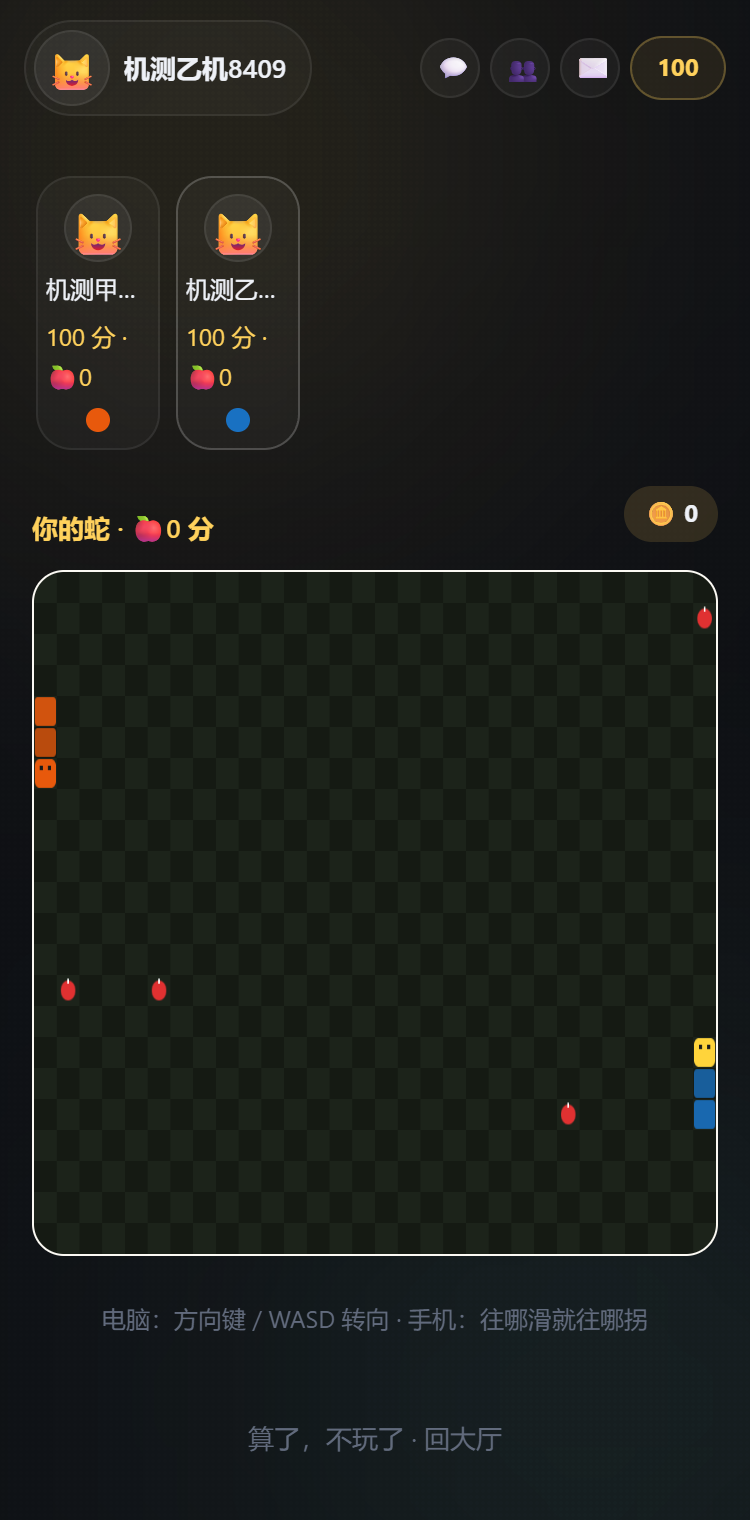 机测乙机8409
100
机测甲...
100 分 ·
0
机测乙...
100 分 ·
0
你的蛇 · 0 分
0
电脑：方向键 / WASD 转向 · 手机：往哪滑就往哪拐
算了，不玩了 · 回大厅